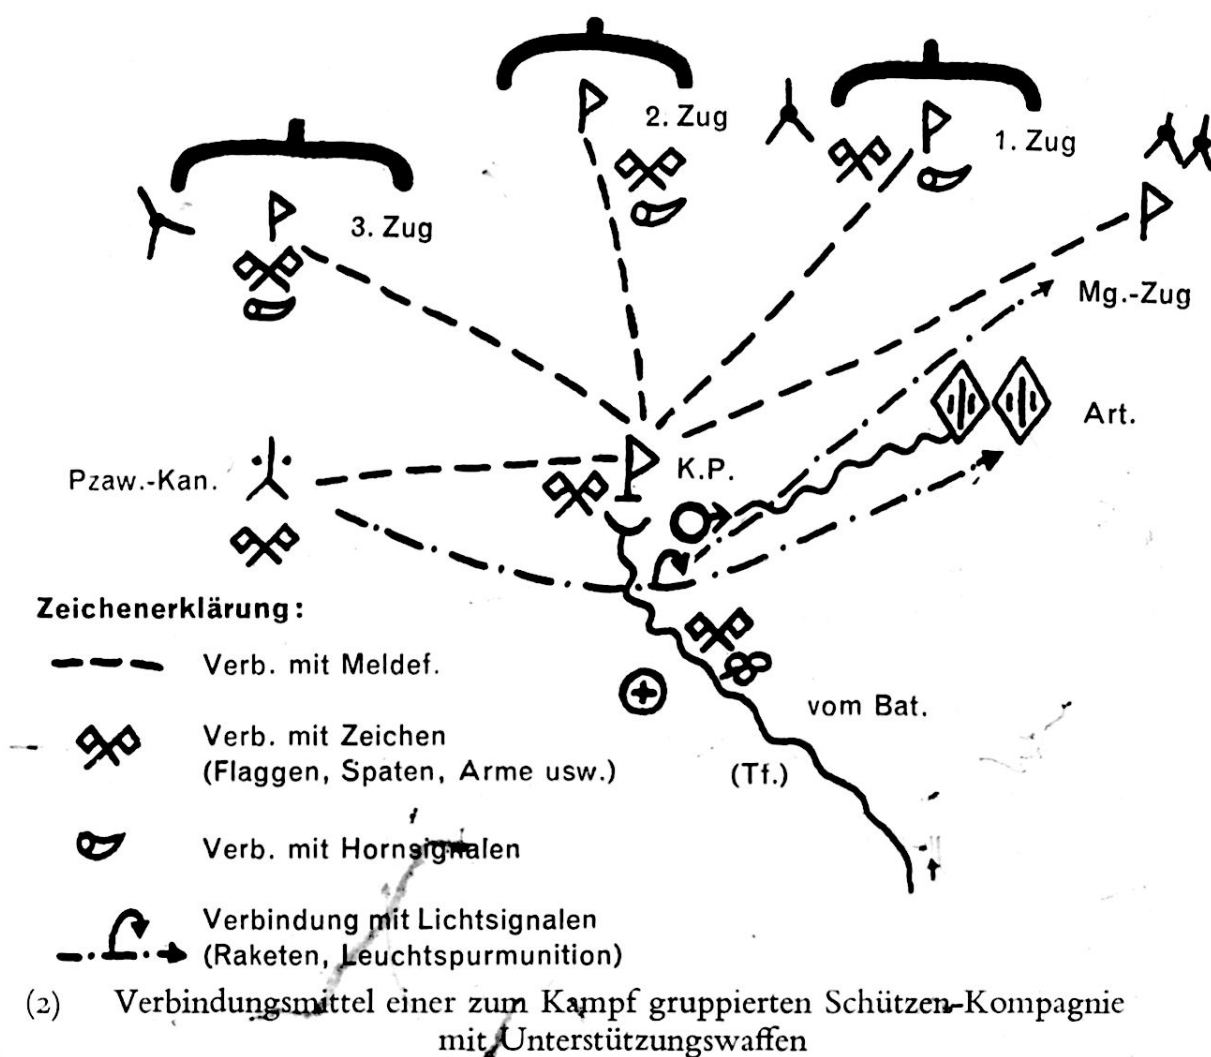 2. Zug
1. Zug
3. Zug
Mg.-Zug
Art.
Pzaw.-Kan.
K.P.
Zeichenerklärung:
Verb. mit Meldef.
vom Bat.
Verb. mit Zeichen
(Flaggen, Spaten, Arme usw.)
(Tf.)
Verb. mit Hornsignalen
Verbindung mit Lichtsignalen
(Raketen, Leuchtspurmunition)
(2) Verbindungsmittel einer zum Kampf gruppierten Schützen-Kompagnie
mit Unterstützungswaffen